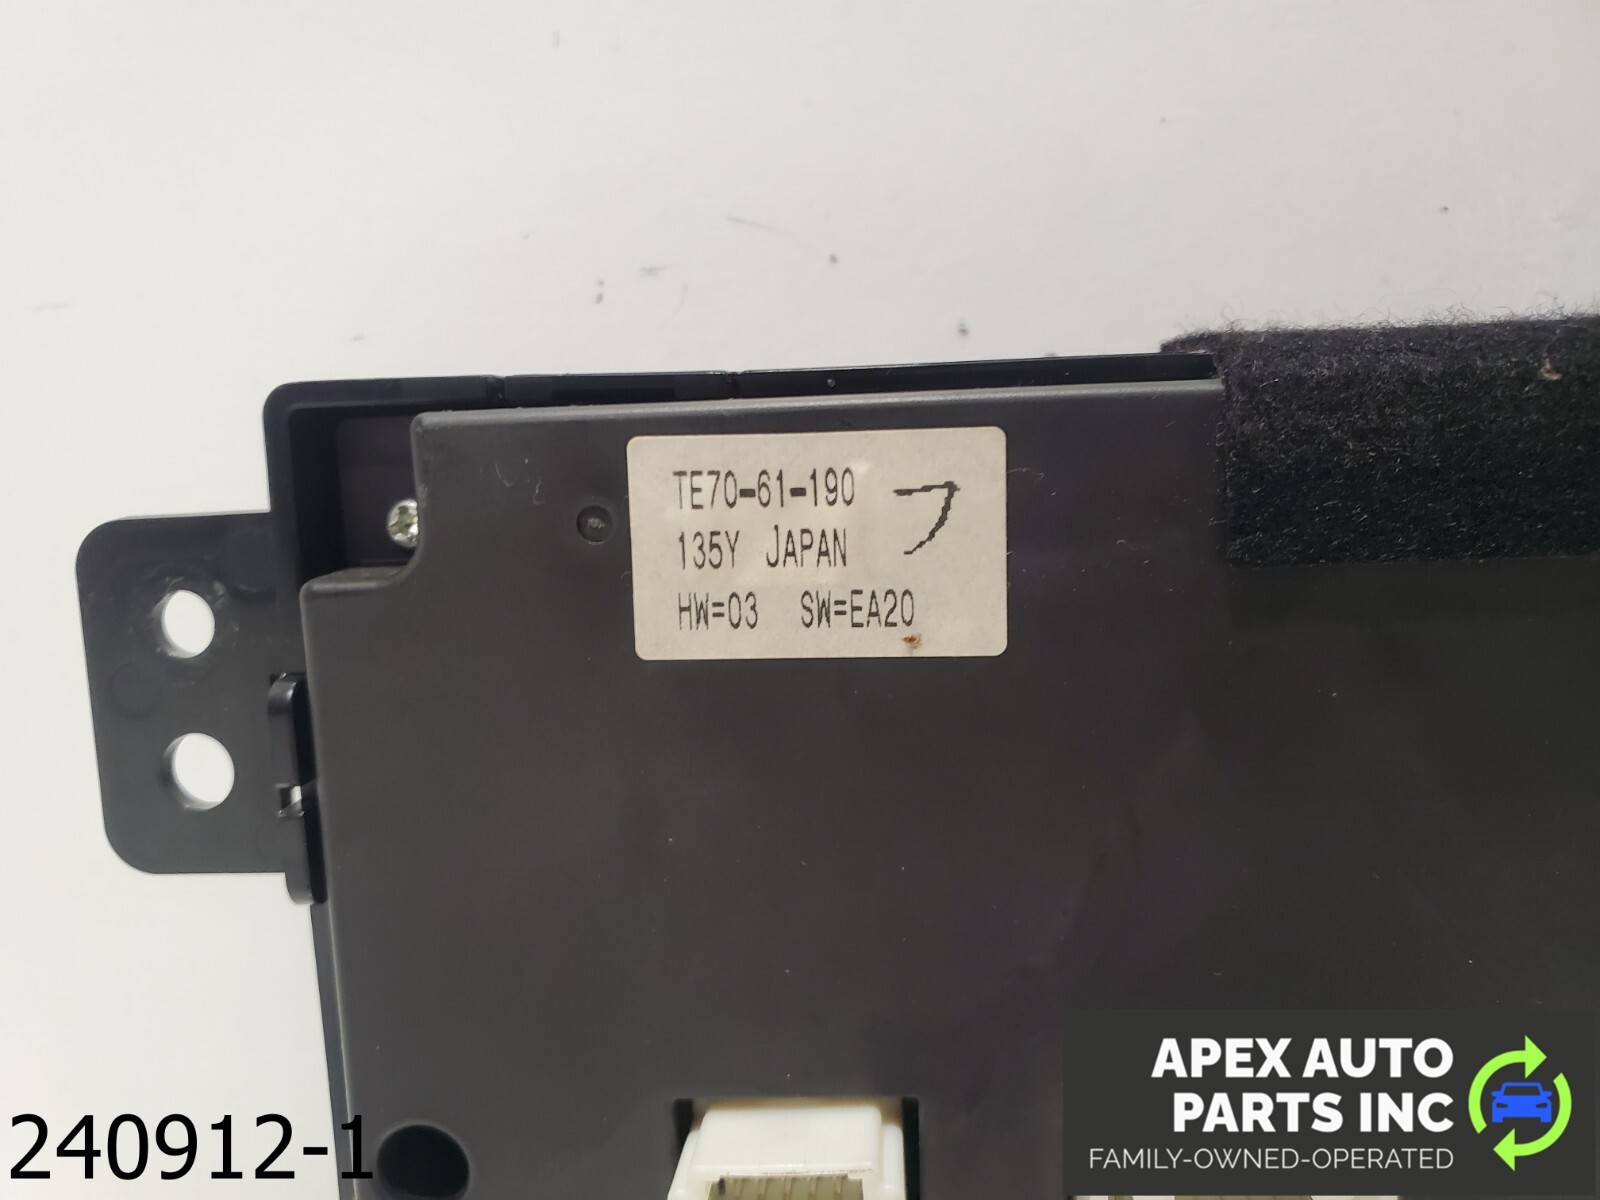 TE70-61-190 フ
135Y JAPAN
HW=03 SW=EA20
240912-1
APEX AUTO
PARTS INC
FAMILY-OWNED-OPERATED